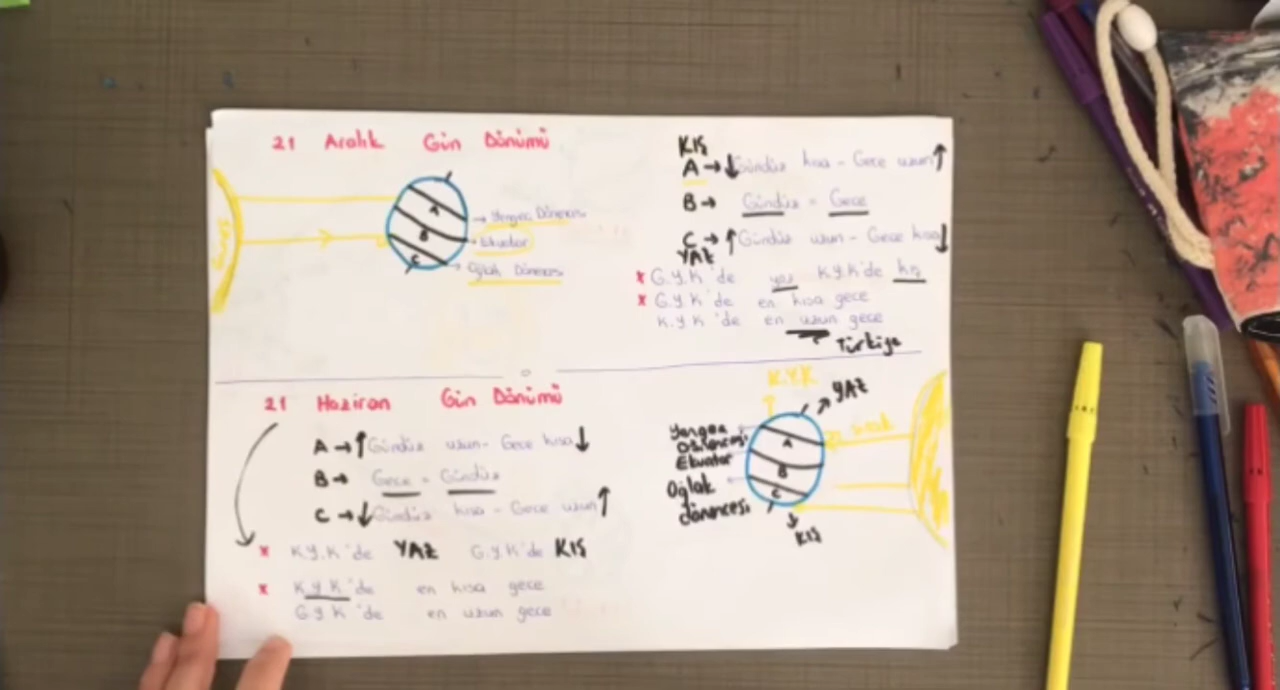 21 Aralık Gün Dönümü
Güneş
A
B
C
→ Yengeç Dönencesi
→ Ekvator
→ Oğlak Dönencesi
KIŞ
A → ↓ Gündüz kısa - Gece uzun ↑
B → Gündüz = Gece
C → ↑ Gündüz uzun - Gece kısa ↓
YAZ
x G.Y.K 'de yaz K.Y.K'de kış
x G.Y.K 'de en kısa gece
K.Y.K 'de en uzun gece
Türkiye
21 Haziran Gün Dönümü
A → ↑ Gündüz uzun - Gece kısa ↓
B → Gece = Gündüz
C → ↓ Gündüz kısa - Gece uzun ↑
x K.Y.K 'de YAZ G.Y.K'de KIŞ
x K.Y.K 'de en kısa gece
G.Y.K 'de en uzun gece
K.Y.K
YAZ
Yengeç
Dönencesi
Ekvator
Oğlak
dönencesi
A
B
C
KIŞ